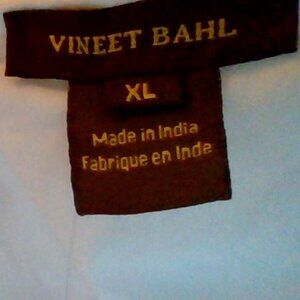 VINEET BAHL
XL
Made in India
Fabrique en Inde